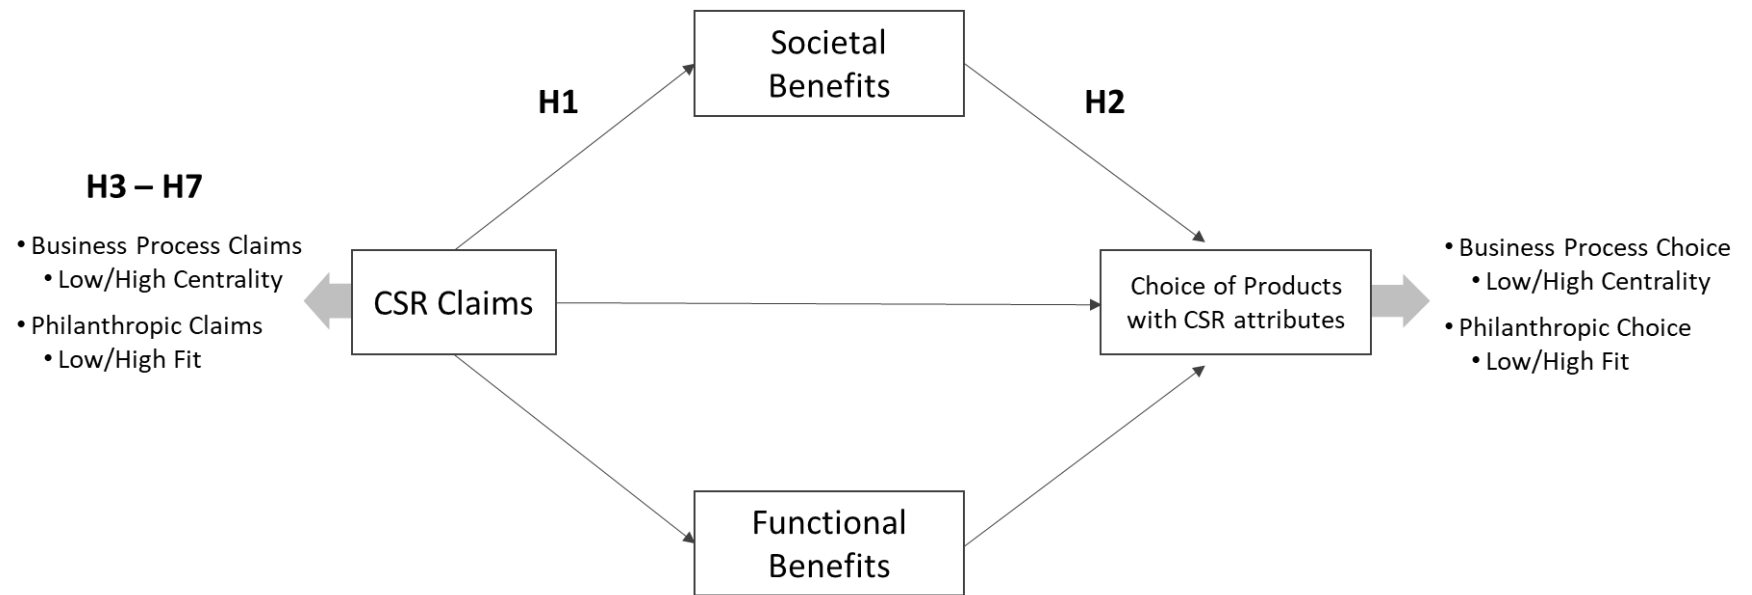 Societal
Benefits
H1
H2
H3 – H7
• Business Process Claims
• Low/High Centrality
• Philanthropic Claims
• Low/High Fit
CSR Claims
Choice of Products
with CSR attributes
• Business Process Choice
• Low/High Centrality
• Philanthropic Choice
• Low/High Fit
Functional
Benefits